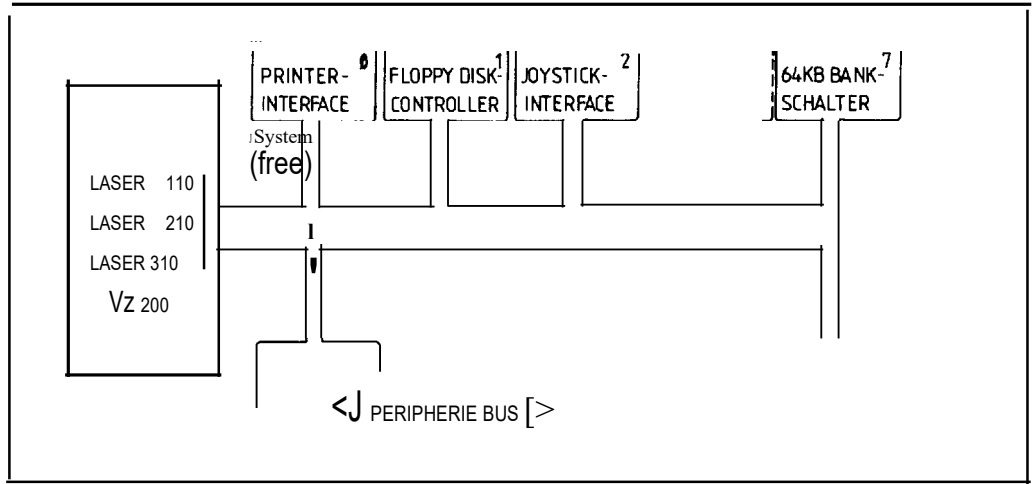 PRINTER- 0
INTERFACE
FLOPPY DISK- 1
CONTROLLER
JOYSTICK- 2
INTERFACE
64KB BANK- 7
SCHALTER
System
(free)
LASER 110
LASER 210
LASER 310
Vz 200
<J PERIPHERIE BUS [>